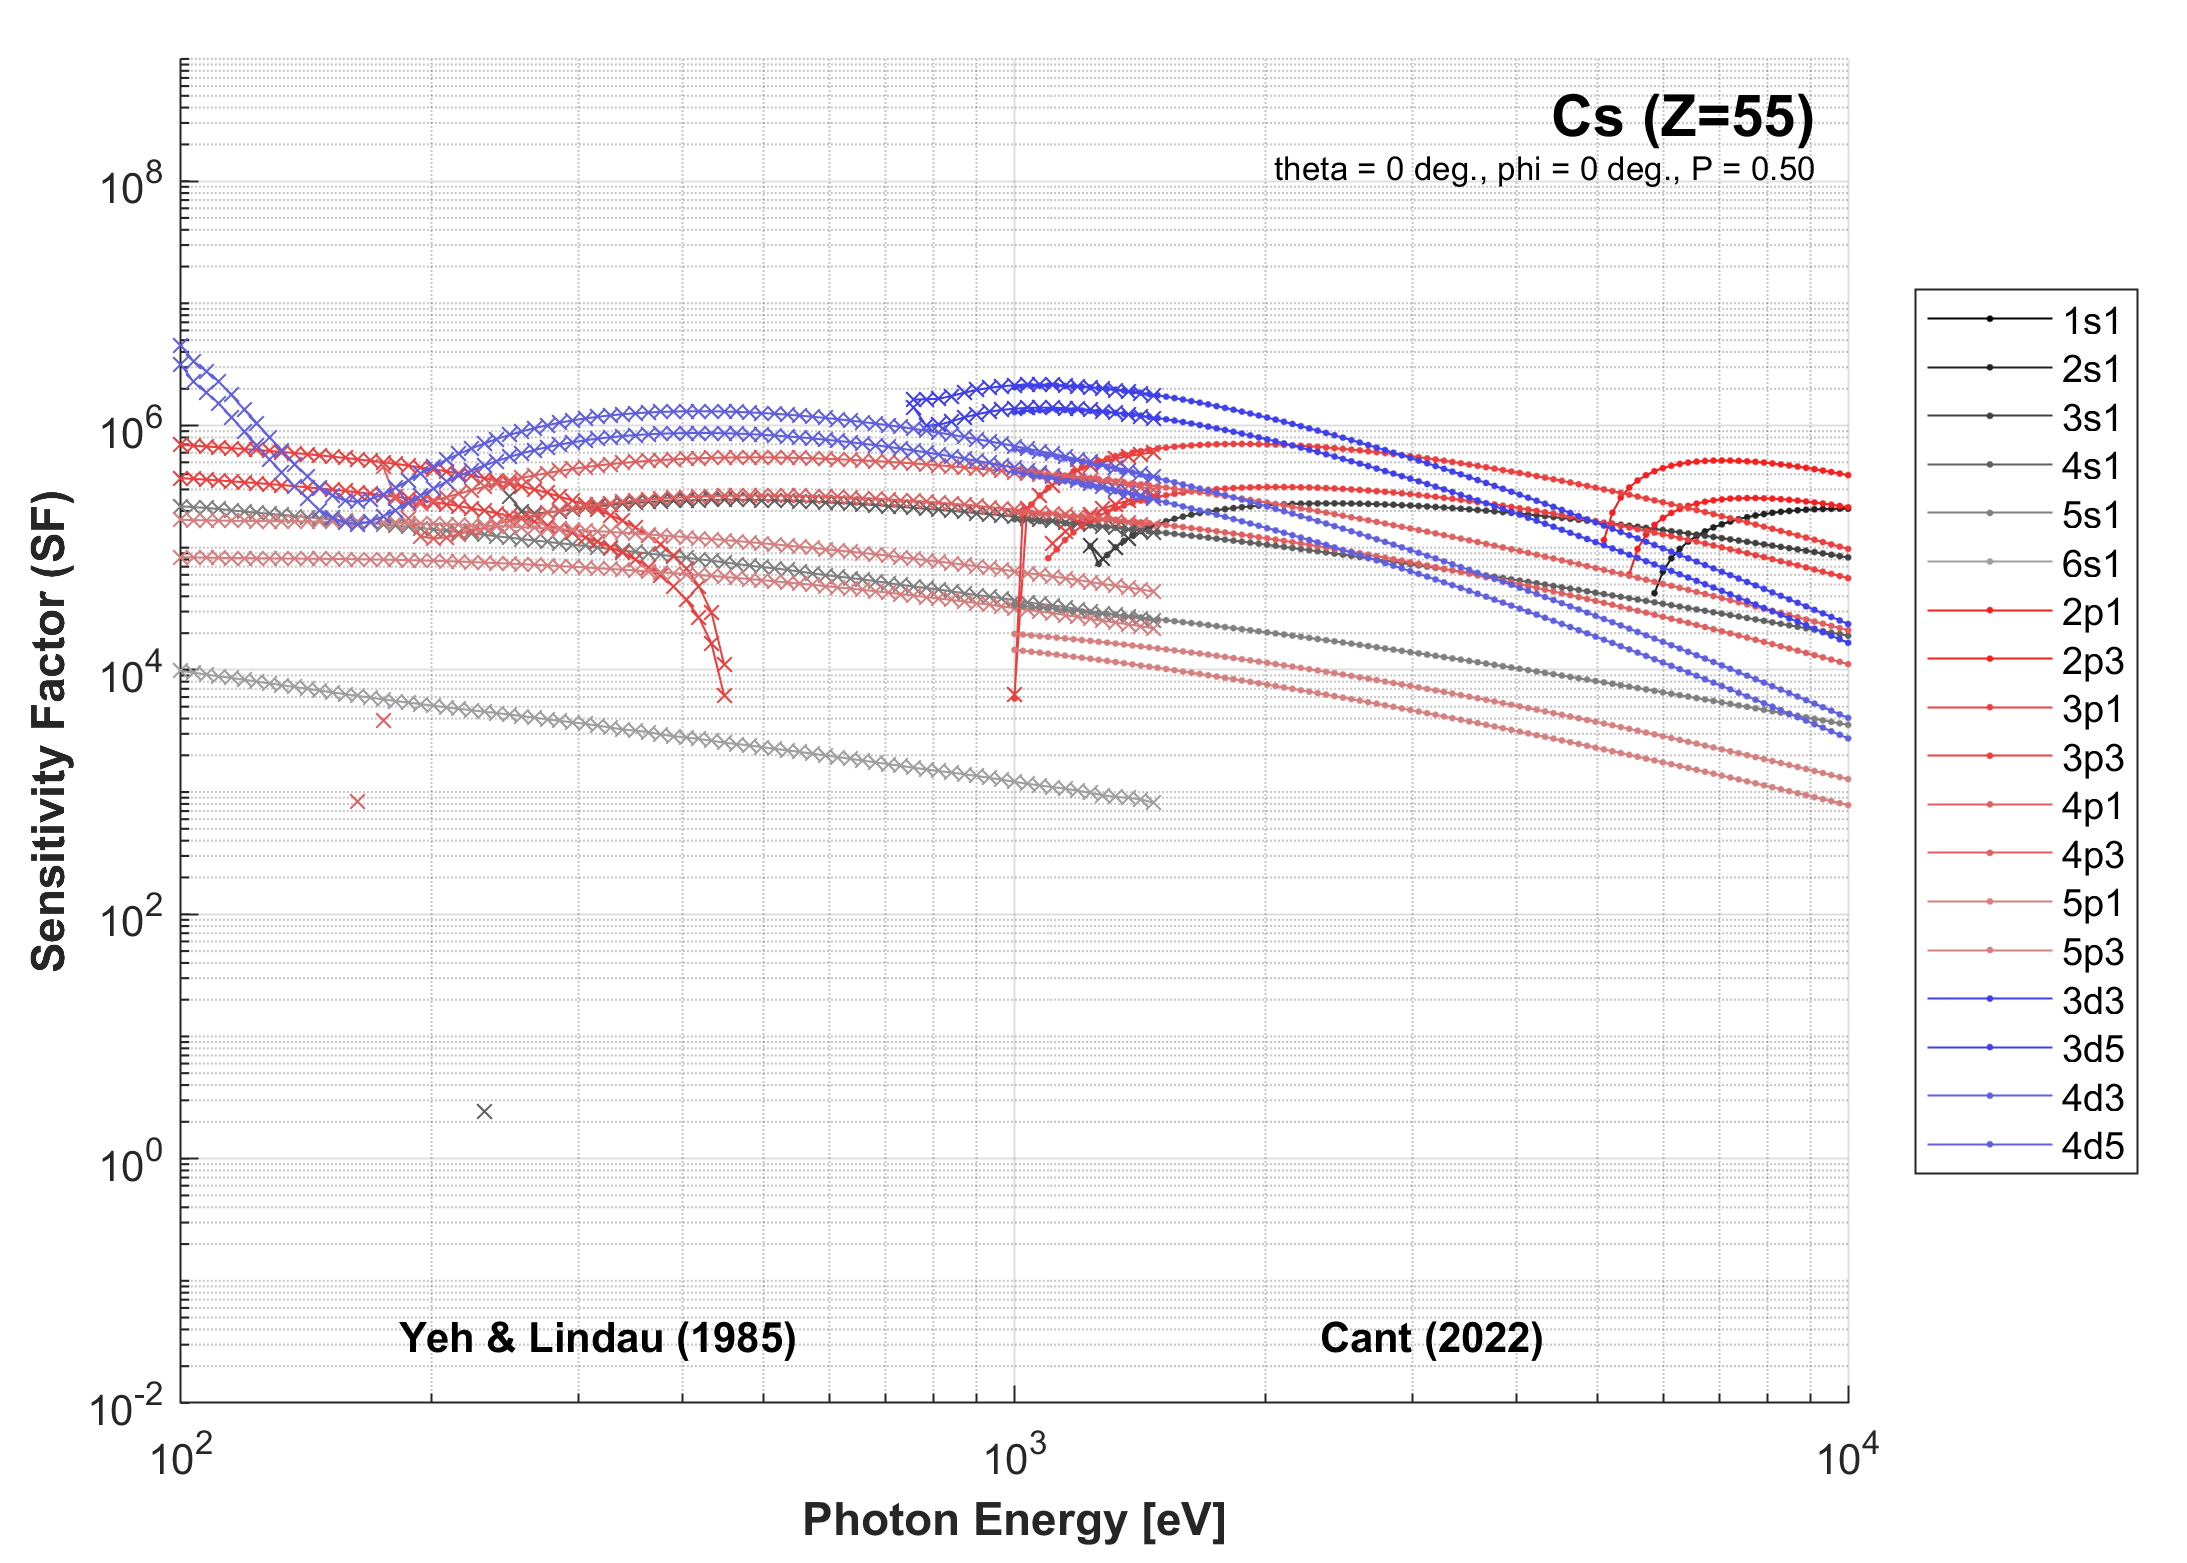 Cs (Z=55)
theta = 0 deg., phi = 0 deg., P = 0.50
Sensitivity Factor (SF)
10^8
10^6
10^4
10^2
10^0
10^-2
10^2
10^3
10^4
Photon Energy [eV]
Yeh & Lindau (1985)
Cant (2022)
1s1
2s1
3s1
4s1
5s1
6s1
2p1
2p3
3p1
3p3
4p1
4p3
5p1
5p3
3d3
3d5
4d3
4d5